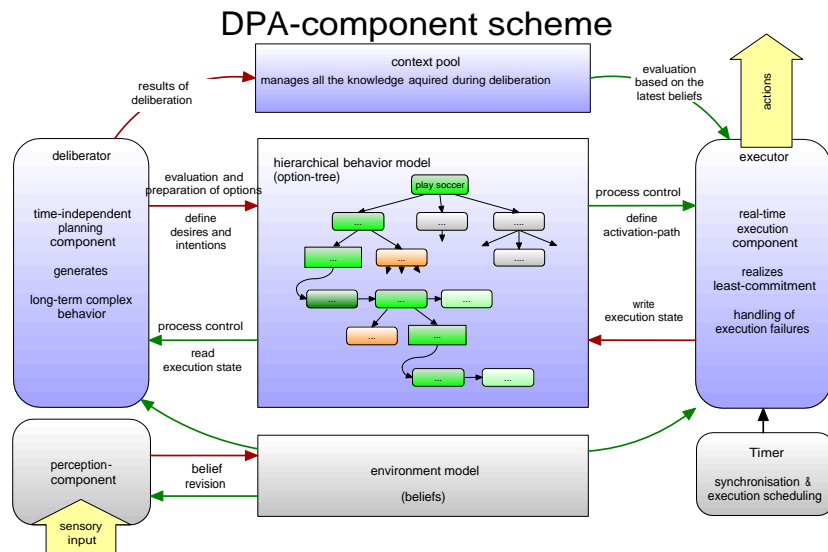 DPA-component scheme
context pool
manages all the knowledge aquired during deliberation
results of
deliberation
evaluation
based on the
latest beliefs
actions
deliberator
time-independent
planning
component
generates
long-term complex
behavior
evaluation and
preparation of options
define
desires and
intentions
process control
read
execution state
hierarchical behavior model
(option-tree)
play soccer
...
...
....
...
...
...
...
...
...
...
...
...
process control
define
activation-path
write
execution state
executor
real-time
execution
component
realizes
least-commitment
handling of
execution failures
perception-
component
sensory
input
belief
revision
environment model
(beliefs)
Timer
synchronisation &
execution scheduling